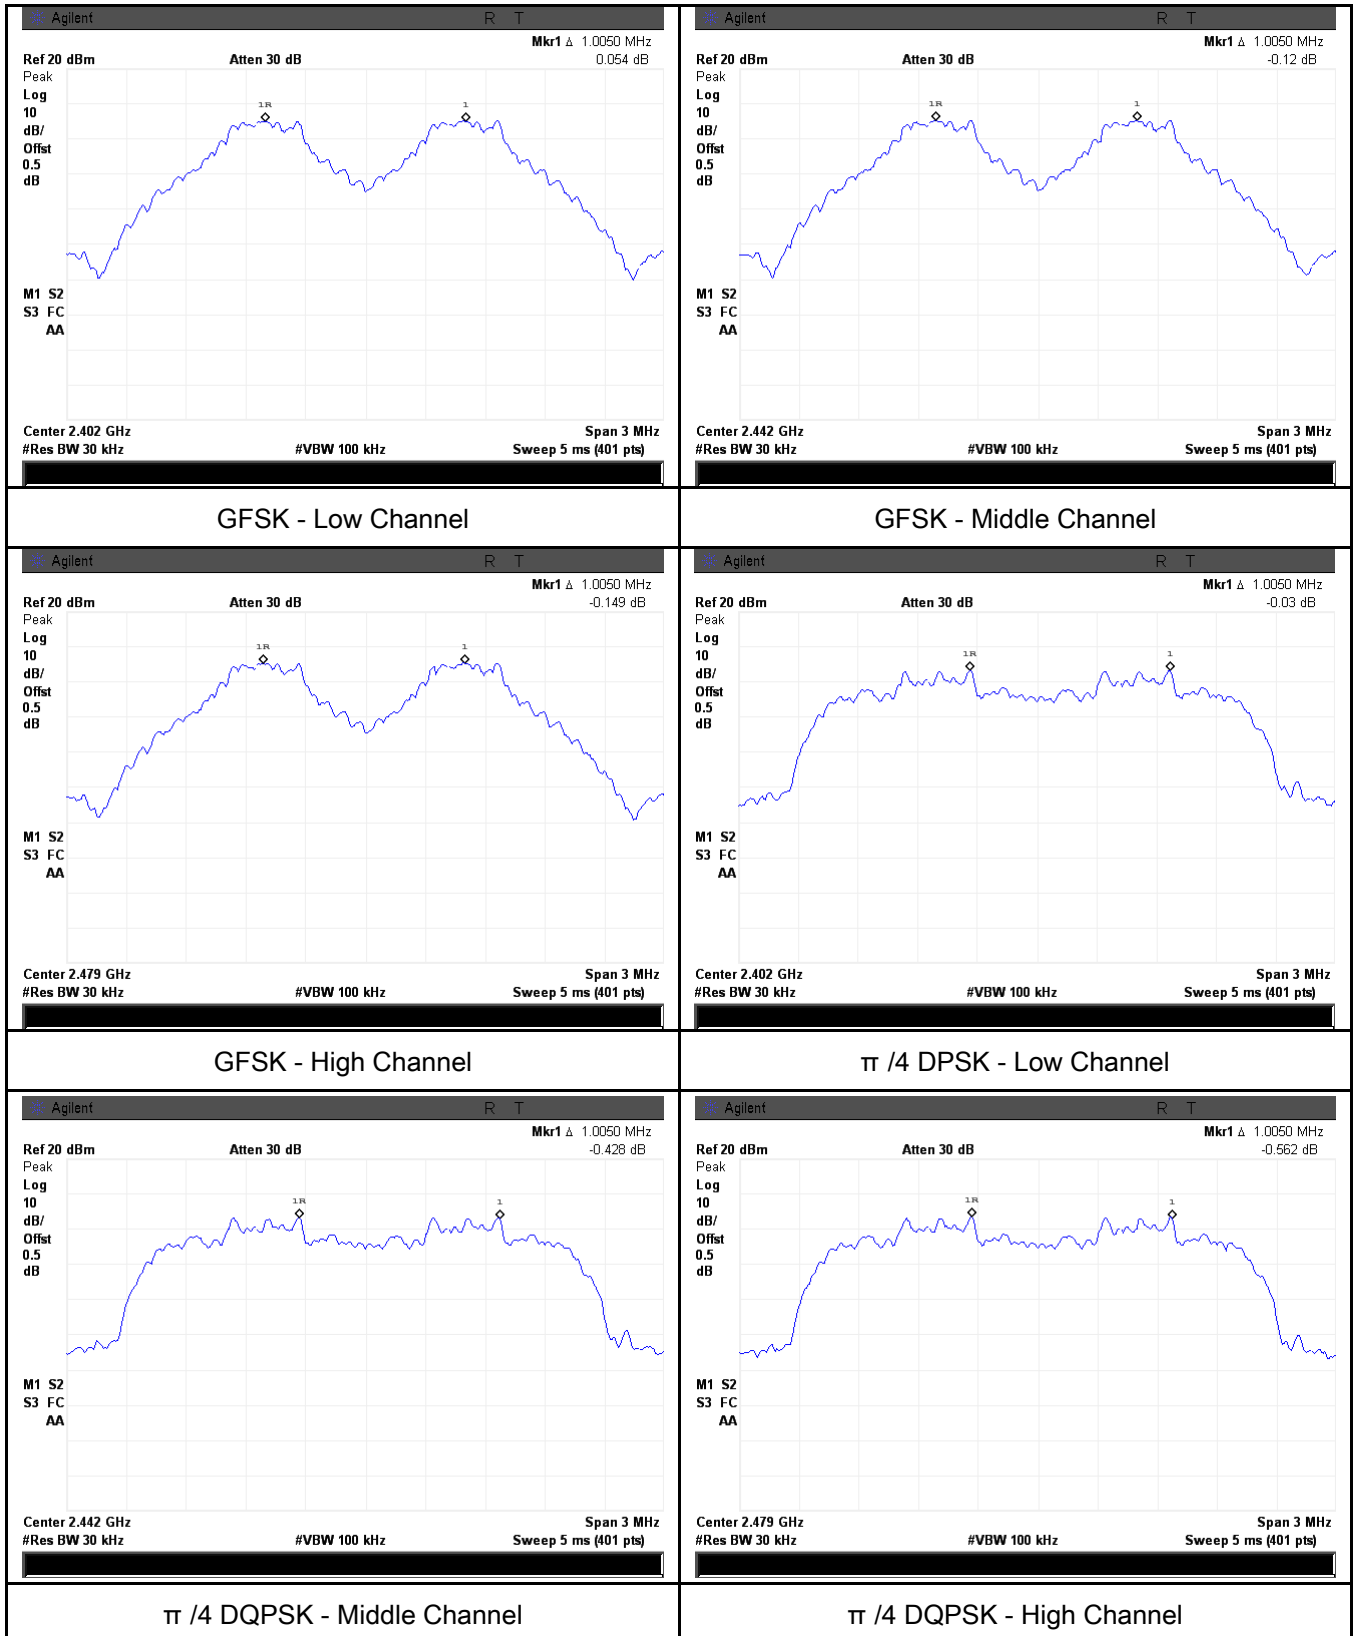 Agilent R T
Mkr1 Δ 1.0050 MHz
Ref 20 dBm Atten 30 dB 0.054 dB
Peak
Log
10
dB/
Offst
0.5
dB
1R 1
M1 S2
S3 FC
AA
Center 2.402 GHz Span 3 MHz
#Res BW 30 kHz #VBW 100 kHz Sweep 5 ms (401 pts)
GFSK - Low Channel
Agilent R T
Mkr1 Δ 1.0050 MHz
Ref 20 dBm Atten 30 dB -0.12 dB
Peak
Log
10
dB/
Offst
0.5
dB
1R 1
M1 S2
S3 FC
AA
Center 2.442 GHz Span 3 MHz
#Res BW 30 kHz #VBW 100 kHz Sweep 5 ms (401 pts)
GFSK - Middle Channel
Agilent R T
Mkr1 Δ 1.0050 MHz
Ref 20 dBm Atten 30 dB -0.149 dB
Peak
Log
10
dB/
Offst
0.5
dB
1R 1
M1 S2
S3 FC
AA
Center 2.479 GHz Span 3 MHz
#Res BW 30 kHz #VBW 100 kHz Sweep 5 ms (401 pts)
GFSK - High Channel
Agilent R T
Mkr1 Δ 1.0050 MHz
Ref 20 dBm Atten 30 dB -0.03 dB
Peak
Log
10
dB/
Offst
0.5
dB
1R 1
M1 S2
S3 FC
AA
Center 2.402 GHz Span 3 MHz
#Res BW 30 kHz #VBW 100 kHz Sweep 5 ms (401 pts)
π /4 DPSK - Low Channel
Agilent R T
Mkr1 Δ 1.0050 MHz
Ref 20 dBm Atten 30 dB -0.428 dB
Peak
Log
10
dB/
Offst
0.5
dB
1R 1
M1 S2
S3 FC
AA
Center 2.442 GHz Span 3 MHz
#Res BW 30 kHz #VBW 100 kHz Sweep 5 ms (401 pts)
π /4 DQPSK - Middle Channel
Agilent R T
Mkr1 Δ 1.0050 MHz
Ref 20 dBm Atten 30 dB -0.562 dB
Peak
Log
10
dB/
Offst
0.5
dB
1R 1
M1 S2
S3 FC
AA
Center 2.479 GHz Span 3 MHz
#Res BW 30 kHz #VBW 100 kHz Sweep 5 ms (401 pts)
π /4 DQPSK - High Channel